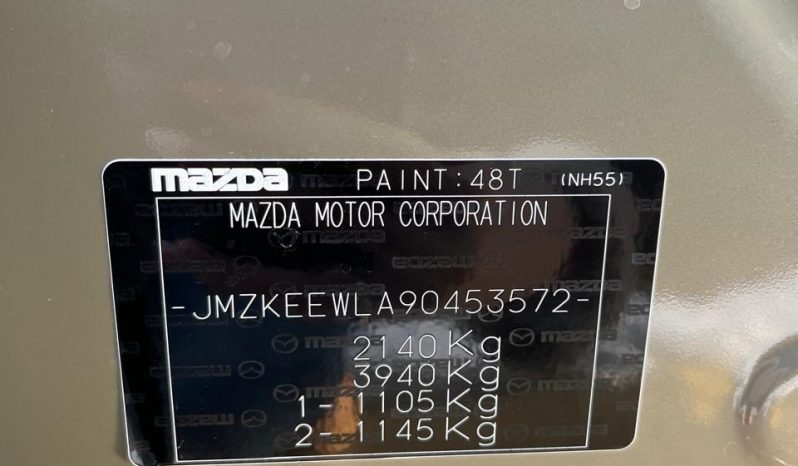 mazda PAINT:48T (NH55)
MAZDA MOTOR CORPORATION
-JMZKEEWLA90453572-
2140Kg
3940Kg
1-1105Kg
2-1145Kg